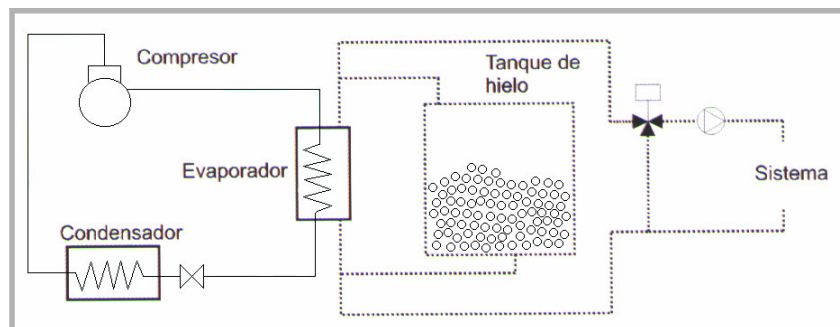 Compresor
Tanque de
hielo
Evaporador
Sistema
Condensador